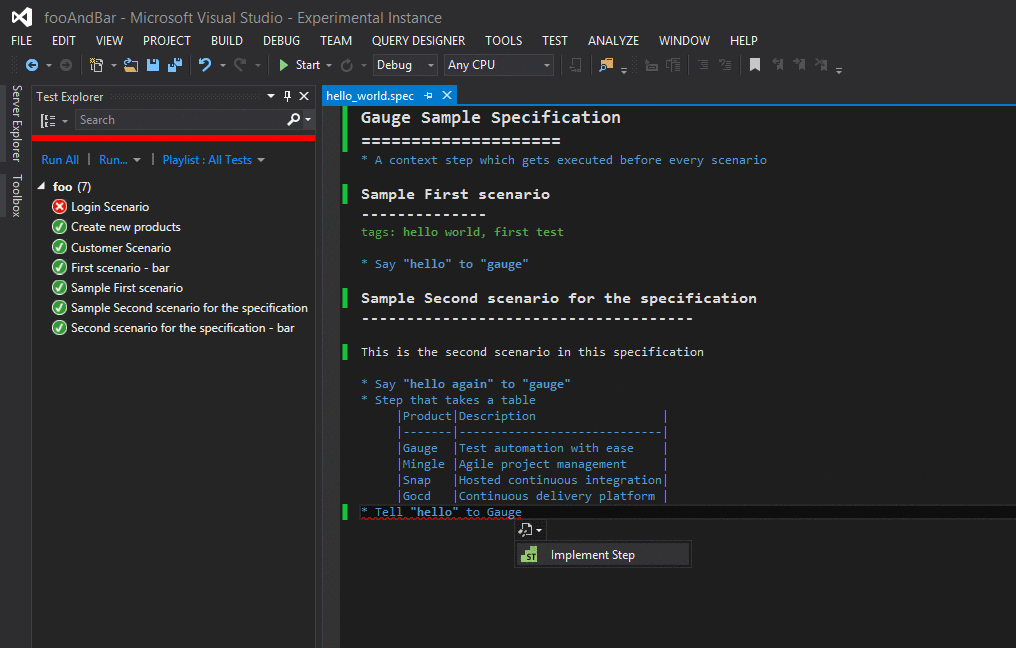 fooAndBar - Microsoft Visual Studio - Experimental Instance
FILE EDIT VIEW PROJECT BUILD DEBUG TEAM QUERY DESIGNER TOOLS TEST ANALYZE WINDOW HELP
Start Debug Any CPU
Server Explorer
Toolbox
Test Explorer
Search
Run All | Run... | Playlist : All Tests
foo (7)
Login Scenario
Create new products
Customer Scenario
First scenario - bar
Sample First scenario
Sample Second scenario for the specification
Second scenario for the specification - bar
hello_world.spec
Gauge Sample Specification
====================
* A context step which gets executed before every scenario
Sample First scenario
--------------
tags: hello world, first test
* Say "hello" to "gauge"
Sample Second scenario for the specification
-------------------------------------
This is the second scenario in this specification
* Say "hello again" to "gauge"
* Step that takes a table
|Product|Description                  |
|-------|-----------------------------|
|Gauge  |Test automation with ease    |
|Mingle |Agile project management     |
|Snap   |Hosted continuous integration|
|Gocd   |Continuous delivery platform |
* Tell "hello" to Gauge
ST Implement Step